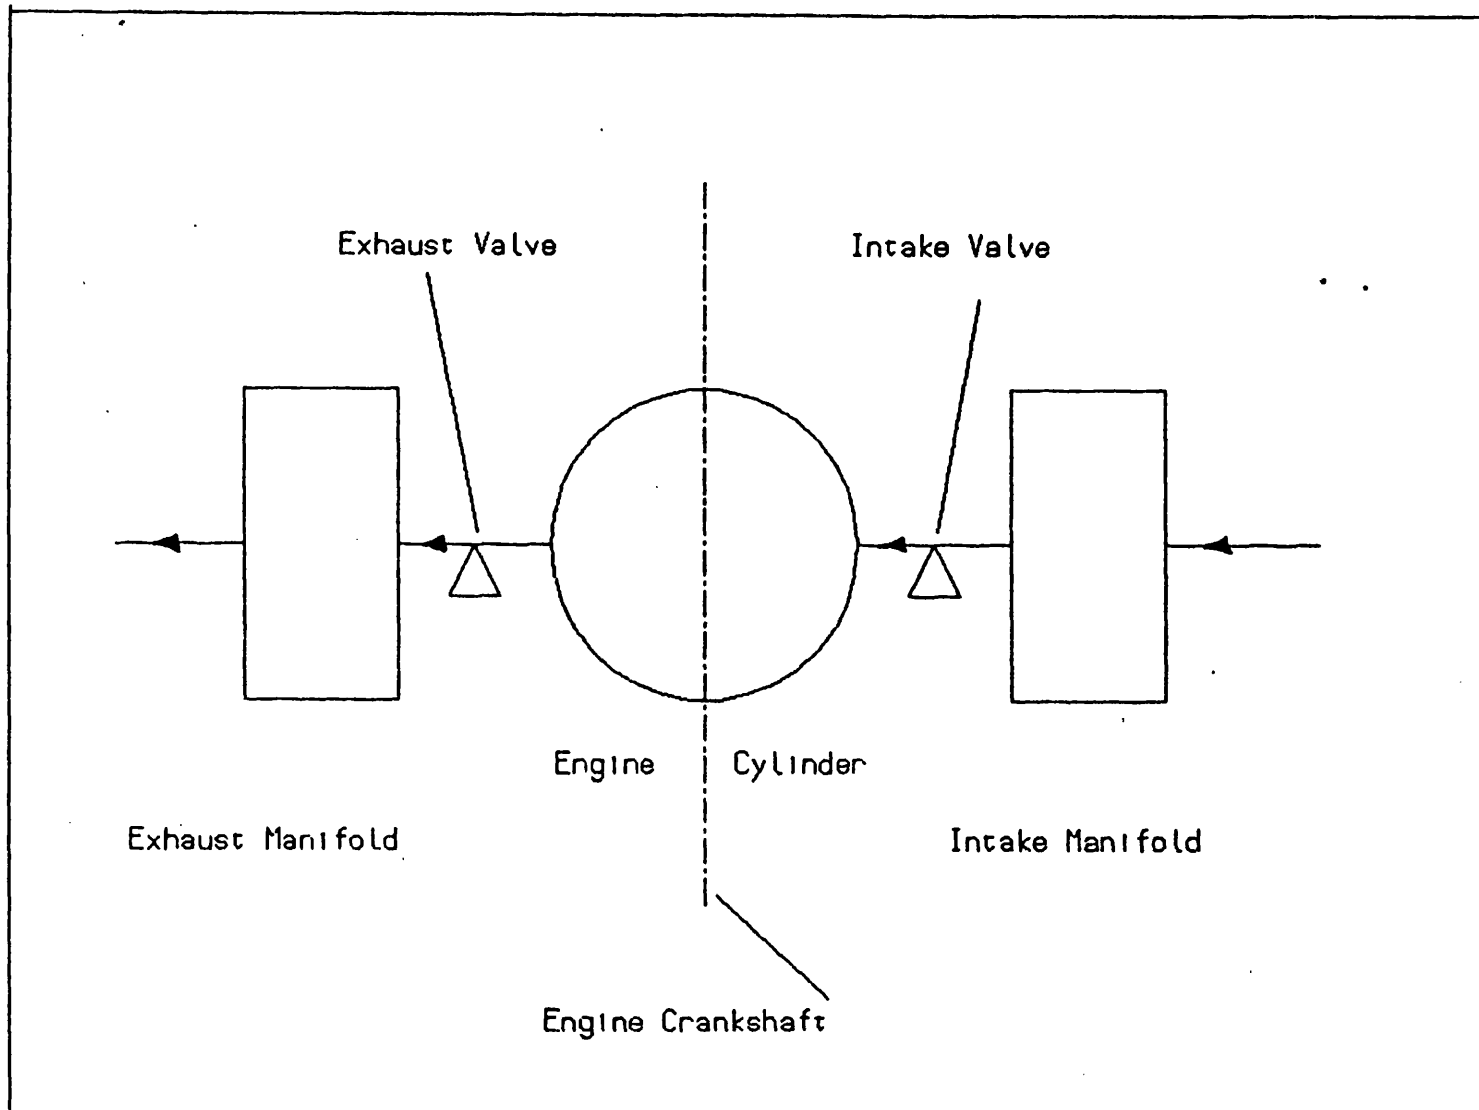 Exhaust Valve
Intake Valve
Engine Cylinder
Exhaust Manifold
Intake Manifold
Engine Crankshaft